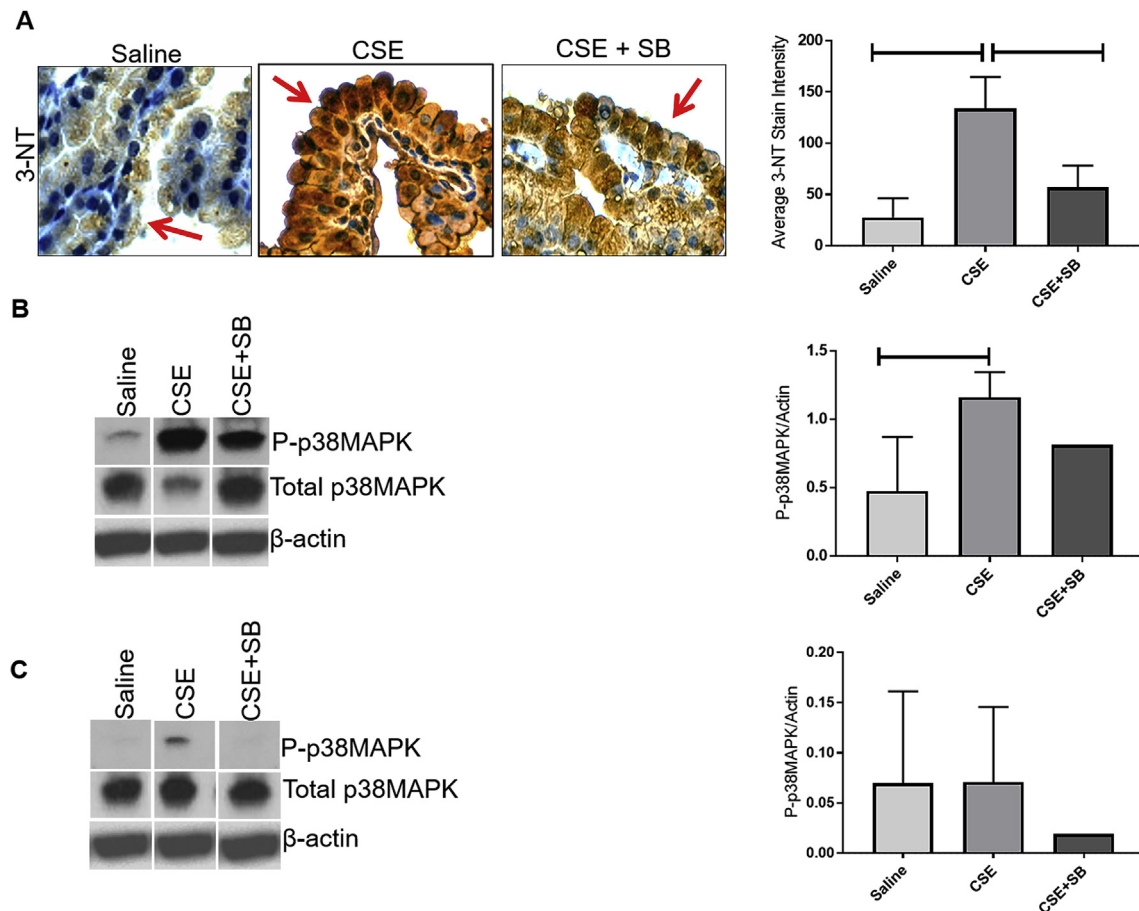 A
Saline
CSE
CSE + SB
3-NT
Average 3-NT Stain Intensity
200
150
100
50
0
Saline
CSE
CSE+SB
B
Saline
CSE
CSE+SB
P-p38MAPK
Total p38MAPK
β-actin
P-p38MAPK/Actin
1.5
1.0
0.5
0.0
Saline
CSE
CSE+SB
C
Saline
CSE
CSE+SB
P-p38MAPK
Total p38MAPK
β-actin
P-p38MAPK/Actin
0.20
0.15
0.10
0.05
0.00
Saline
CSE
CSE+SB